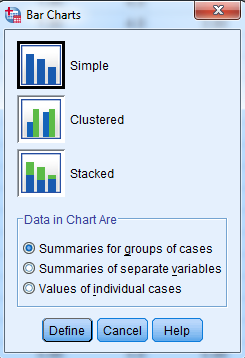 Bar Charts
Simple
Clustered
Stacked
Data in Chart Are
Summaries for groups of cases
Summaries of separate variables
Values of individual cases
Define Cancel Help